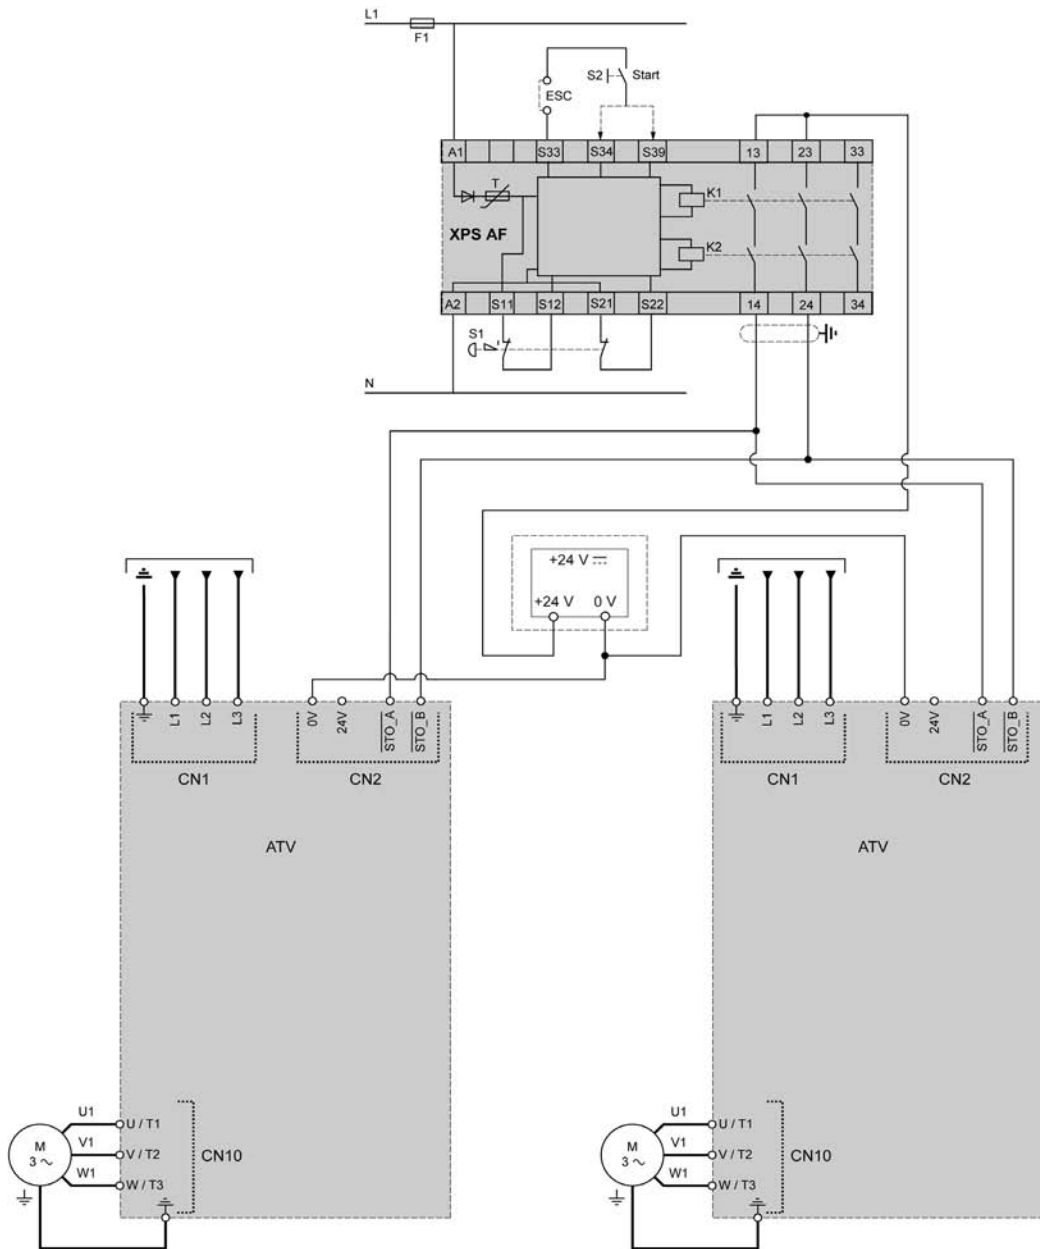 L1
F1
S2 Start
ESC
A1 S33 S34 S39 13 23 33
T
K1
XPS AF
K2
A2 S11 S12 S21 S22 14 24 34
S1
N
+24 V
+24 V 0 V
L1 L2 L3 0V 24V STO_A STO_B
CN1 CN2
ATV
L1 L2 L3 0V 24V STO_A STO_B
CN1 CN2
ATV
U1
U / T1
M
3 ~
V1
V / T2
CN10
W1
W / T3
U1
U / T1
M
3 ~
V1
V / T2
CN10
W1
W / T3